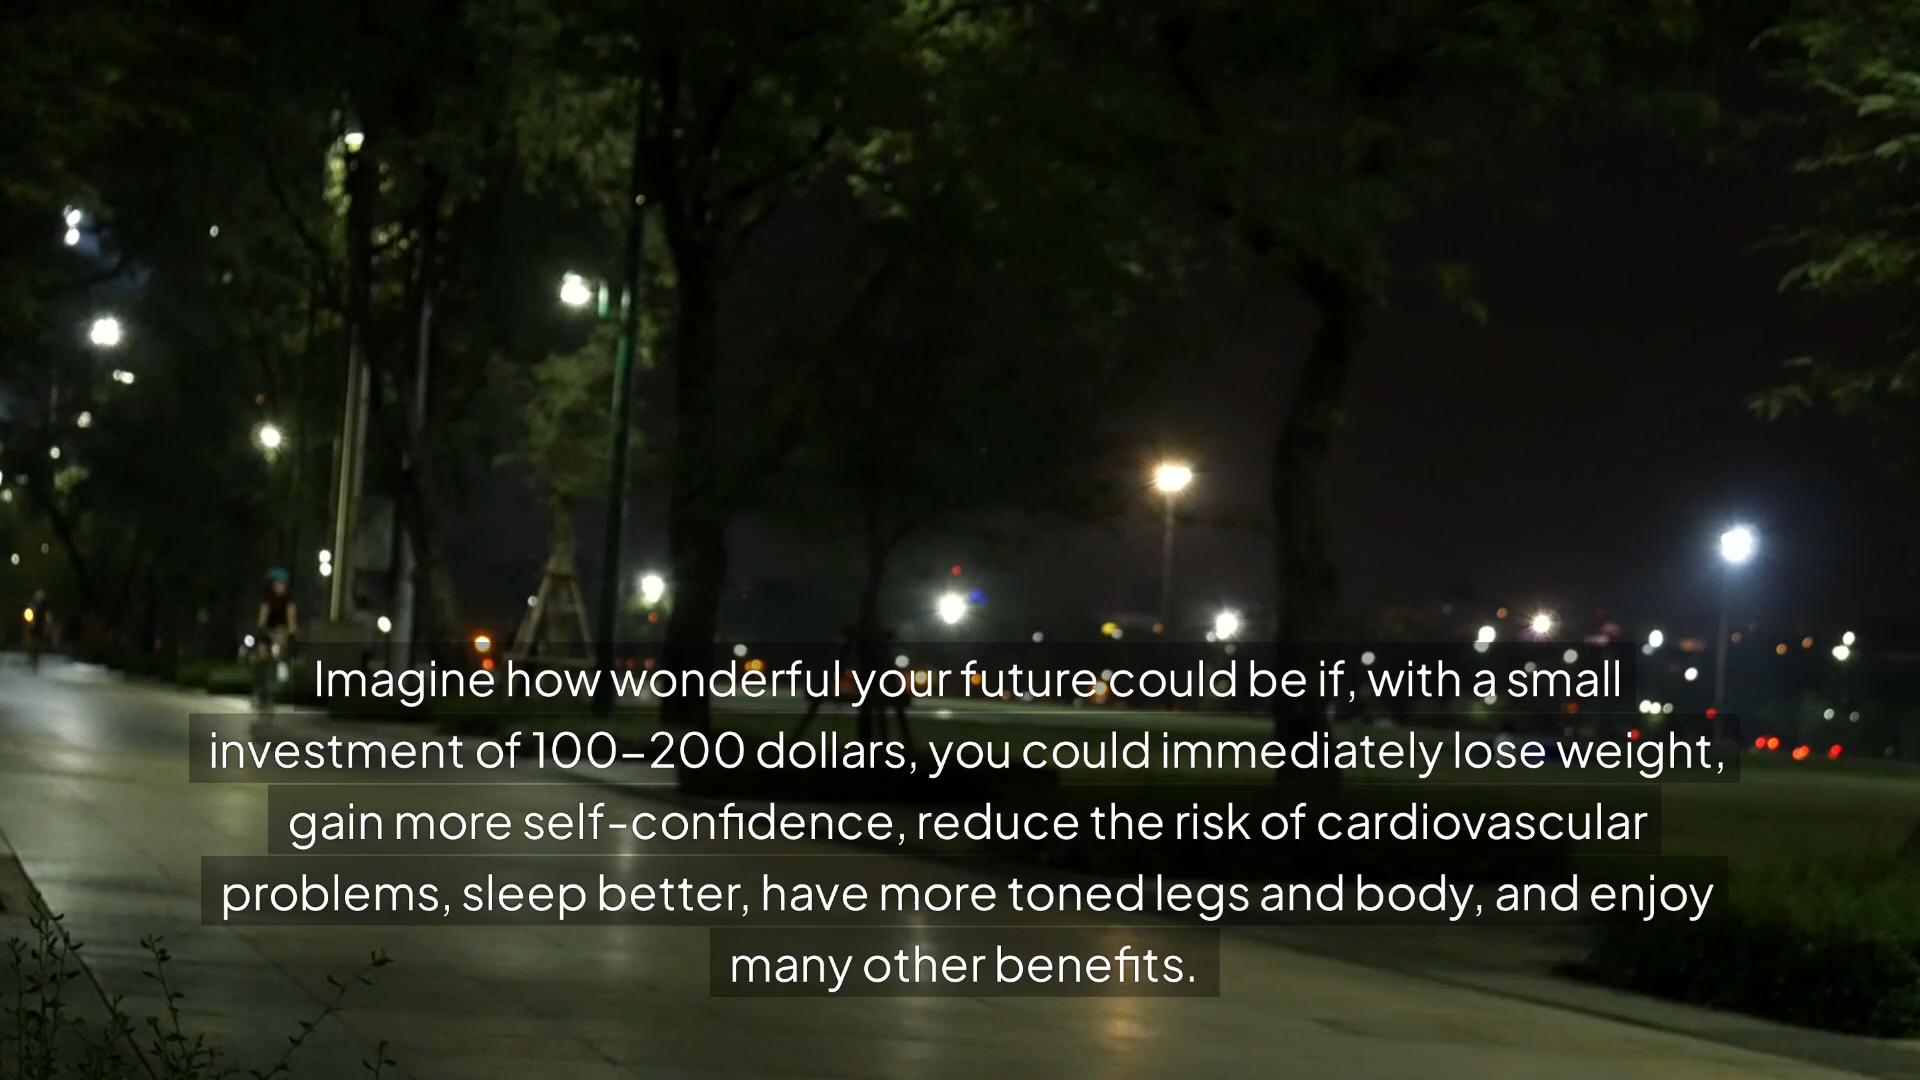 Imagine how wonderful your future could be if, with a small
investment of 100–200 dollars, you could immediately lose weight,
gain more self-confidence, reduce the risk of cardiovascular
problems, sleep better, have more toned legs and body, and enjoy
many other benefits.